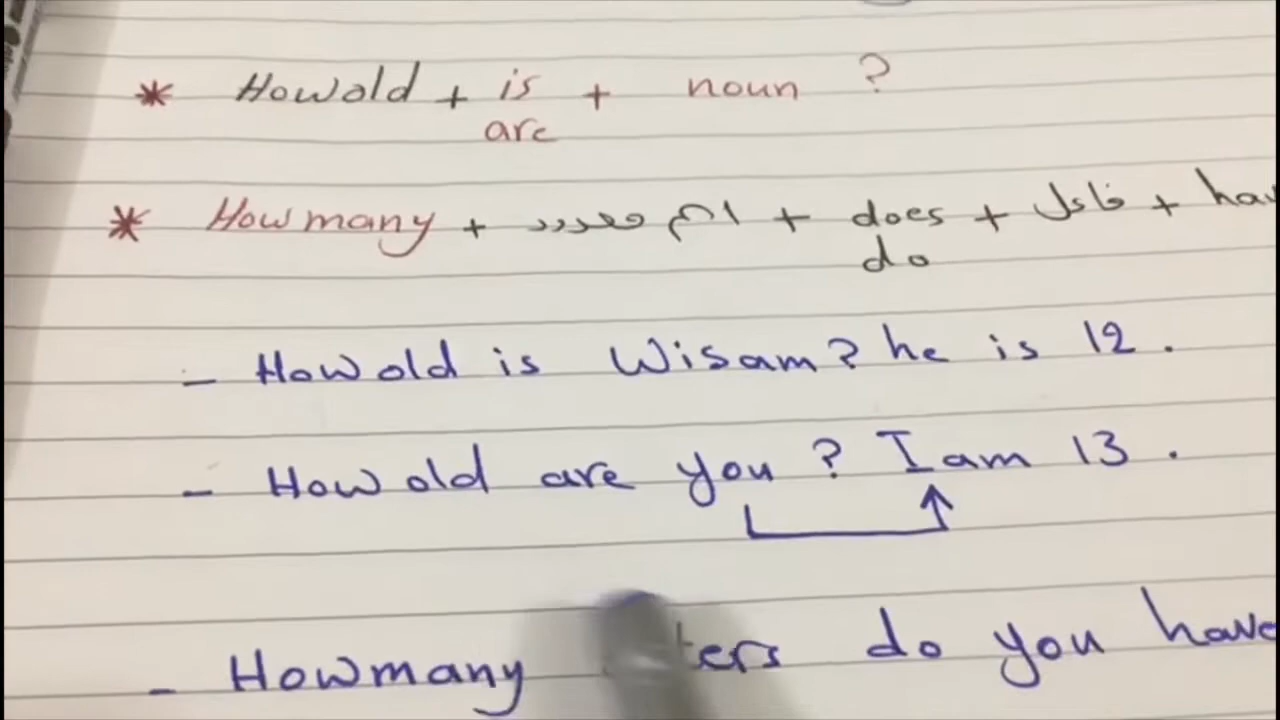 * How old + is + noun ?
are
* How many + اسم معدود + does + فاعل + hav
do
- How old is Wisam? he is 12 .
- How old are you ? I am 13 .
- How many ters do you have